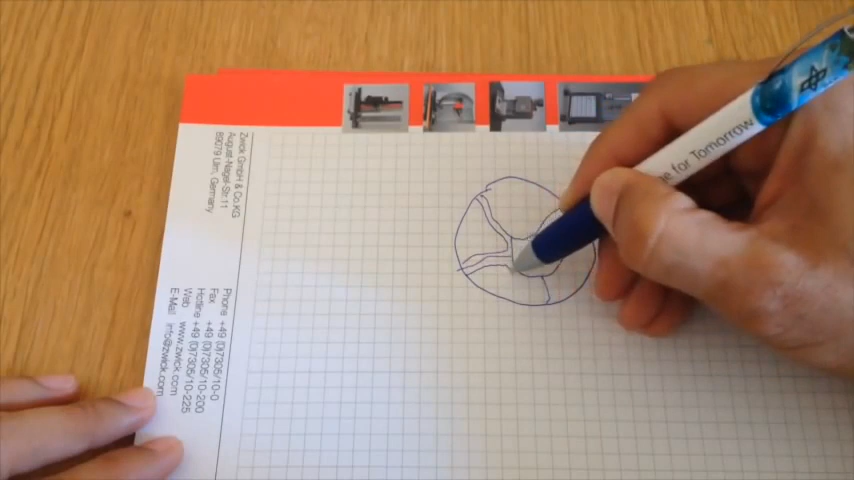 Zwick GmbH & Co.KG
August-Nagel-Str.11
89079 Ulm, Germany
Phone +49 (0)7305/10-0
Fax +49 (0)7305/10-200
Hotline +49 (0)7305/10-225
Web www.zwick.com
E-Mail info@zwick.com
e for Tomorrow